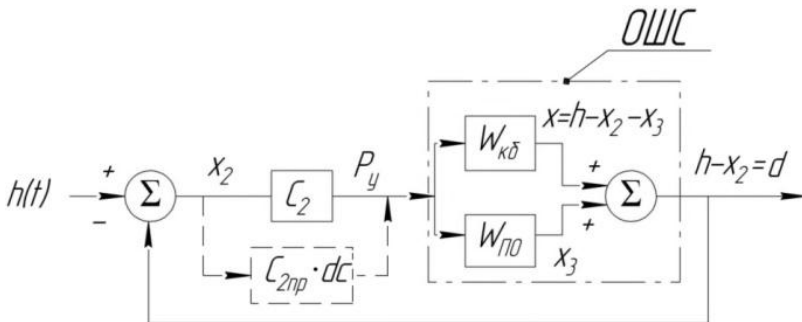 ОШС
x=h-x₂-x₃
Wкб
h(t)
+
−
Σ
x₂
C₂
Pу
+
+
Σ
h-x₂=d
WПО
x₃
C₂пр·dc